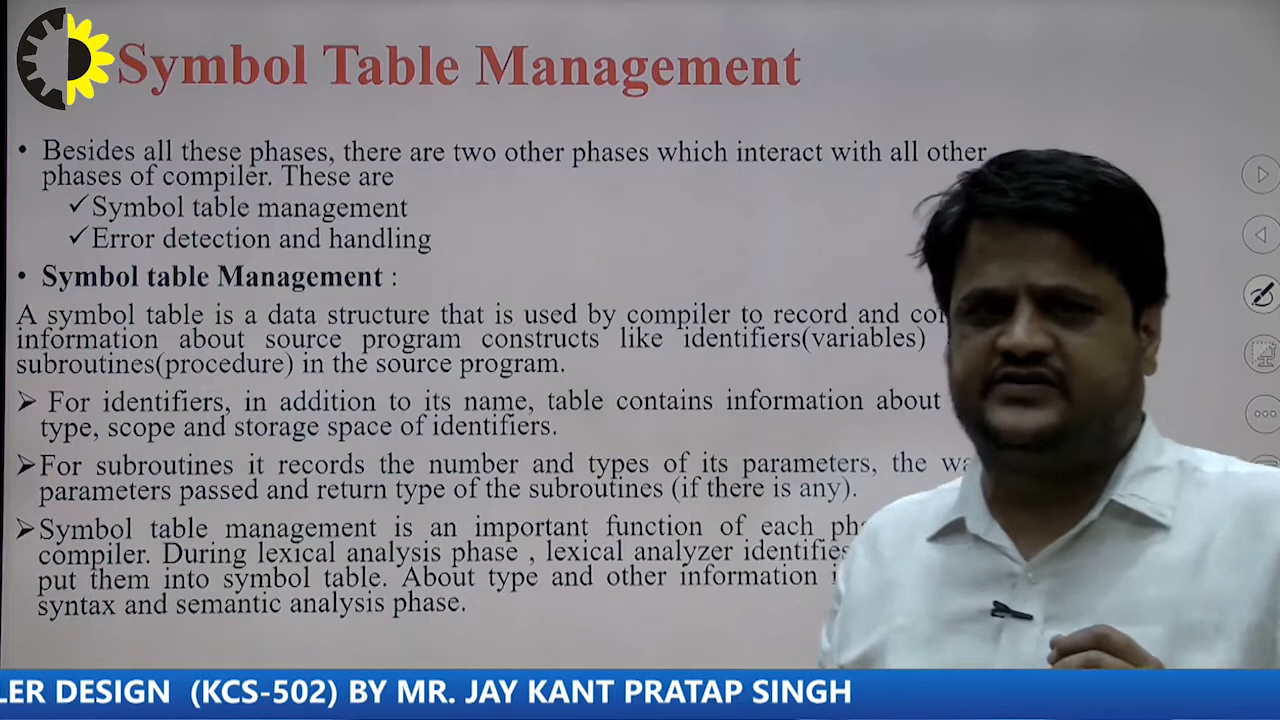 Symbol Table Management
• Besides all these phases, there are two other phases which interact with all other
phases of compiler. These are
✓Symbol table management
✓Error detection and handling
• Symbol table Management :
A symbol table is a data structure that is used by compiler to record and
information about source program constructs like identifiers(variables)
subroutines(procedure) in the source program.
➢ For identifiers, in addition to its name, table contains information about
type, scope and storage space of identifiers.
➢For subroutines it records the number and types of its parameters, the
parameters passed and return type of the subroutines (if there is any).
➢Symbol table management is an important function of each
compiler. During lexical analysis phase , lexical analyzer
put them into symbol table. About type and other information
syntax and semantic analysis phase.
LER DESIGN (KCS-502) BY MR. JAY KANT PRATAP SINGH